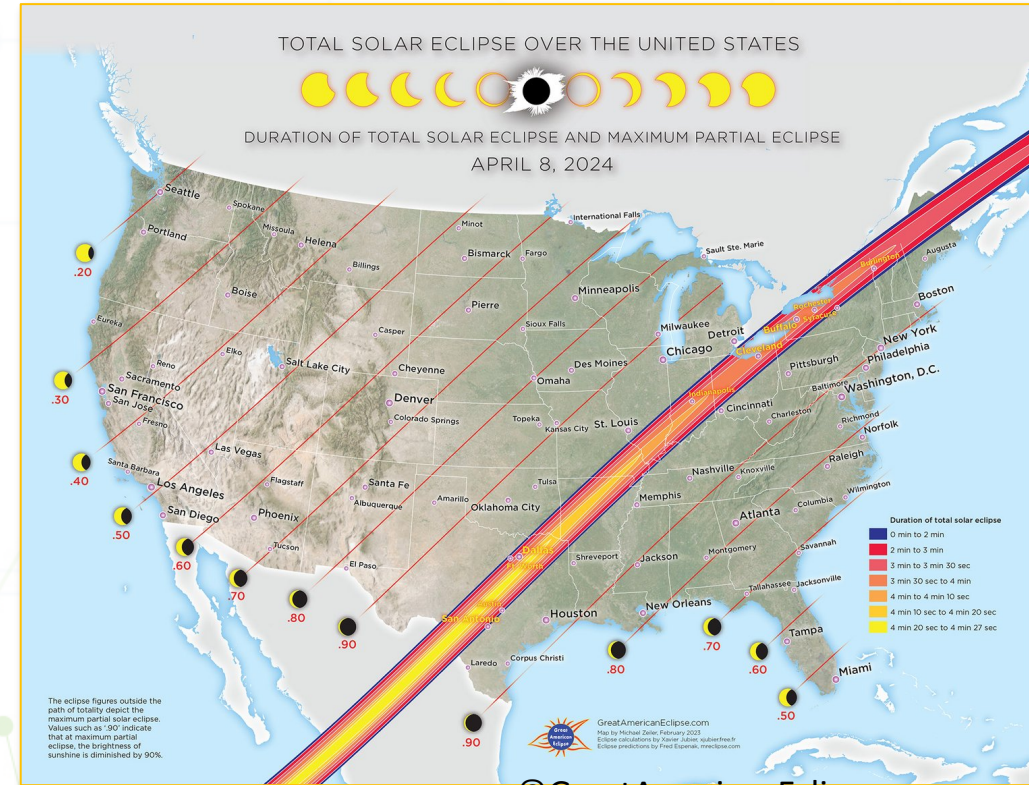 TOTAL SOLAR ECLIPSE OVER THE UNITED STATES
DURATION OF TOTAL SOLAR ECLIPSE AND MAXIMUM PARTIAL ECLIPSE
APRIL 8, 2024
Seattle
Spokane
Portland
Missoula
Helena
Minot
International Falls
Sault Ste. Marie
Augusta
Burlington
Bismarck
Fargo
Billings
.20
Boise
Pierre
Minneapolis
Boston
Rochester
Syracuse
Buffalo
Eureka
Casper
Sioux Falls
Milwaukee
Detroit
New York
Cleveland
Chicago
Philadelphia
Pittsburgh
Elko
Reno
Salt Lake City
Cheyenne
Des Moines
Omaha
Sacramento
San Francisco
San Jose
.30
Baltimore
Washington, D.C.
Indianapolis
Denver
Cincinnati
Charleston
Richmond
Norfolk
Fresno
Colorado Springs
Topeka
Kansas City
St. Louis
Las Vegas
Raleigh
Santa Barbara
.40
Flagstaff
Santa Fe
Nashville
Knoxville
Los Angeles
Tulsa
Wilmington
Albuquerque
Amarillo
Oklahoma City
Memphis
Columbia
San Diego
Phoenix
Atlanta
.50
Tucson
.60
El Paso
Dallas
Ft. Worth
Shreveport
Jackson
Montgomery
Savannah
Duration of total solar eclipse
0 min to 2 min
2 min to 3 min
3 min to 3 min 30 sec
3 min 30 sec to 4 min
4 min to 4 min 10 sec
4 min 10 sec to 4 min 20 sec
4 min 20 sec to 4 min 27 sec
.70
Tallahassee
Jacksonville
.80
Austin
San Antonio
Houston
New Orleans
.90
Tampa
.80
.70
.60
Laredo
Corpus Christi
Miami
.50
.90
The eclipse figures outside the
path of totality depict the
maximum partial solar eclipse.
Values such as '.90' indicate
that at maximum partial
eclipse, the brightness of
sunshine is diminished by 90%.
Great
American
Eclipse
GreatAmericanEclipse.com
Map by Michael Zeiler, February 2023
Eclipse calculations by Xavier Jubier, xjubier.free.fr
Eclipse predictions by Fred Espenak, mreclipse.com